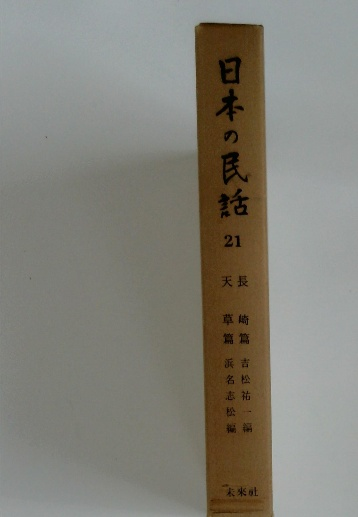 日本の民話
21
長崎篇 吉松祐一編
天草篇 浜名志松編
未来社